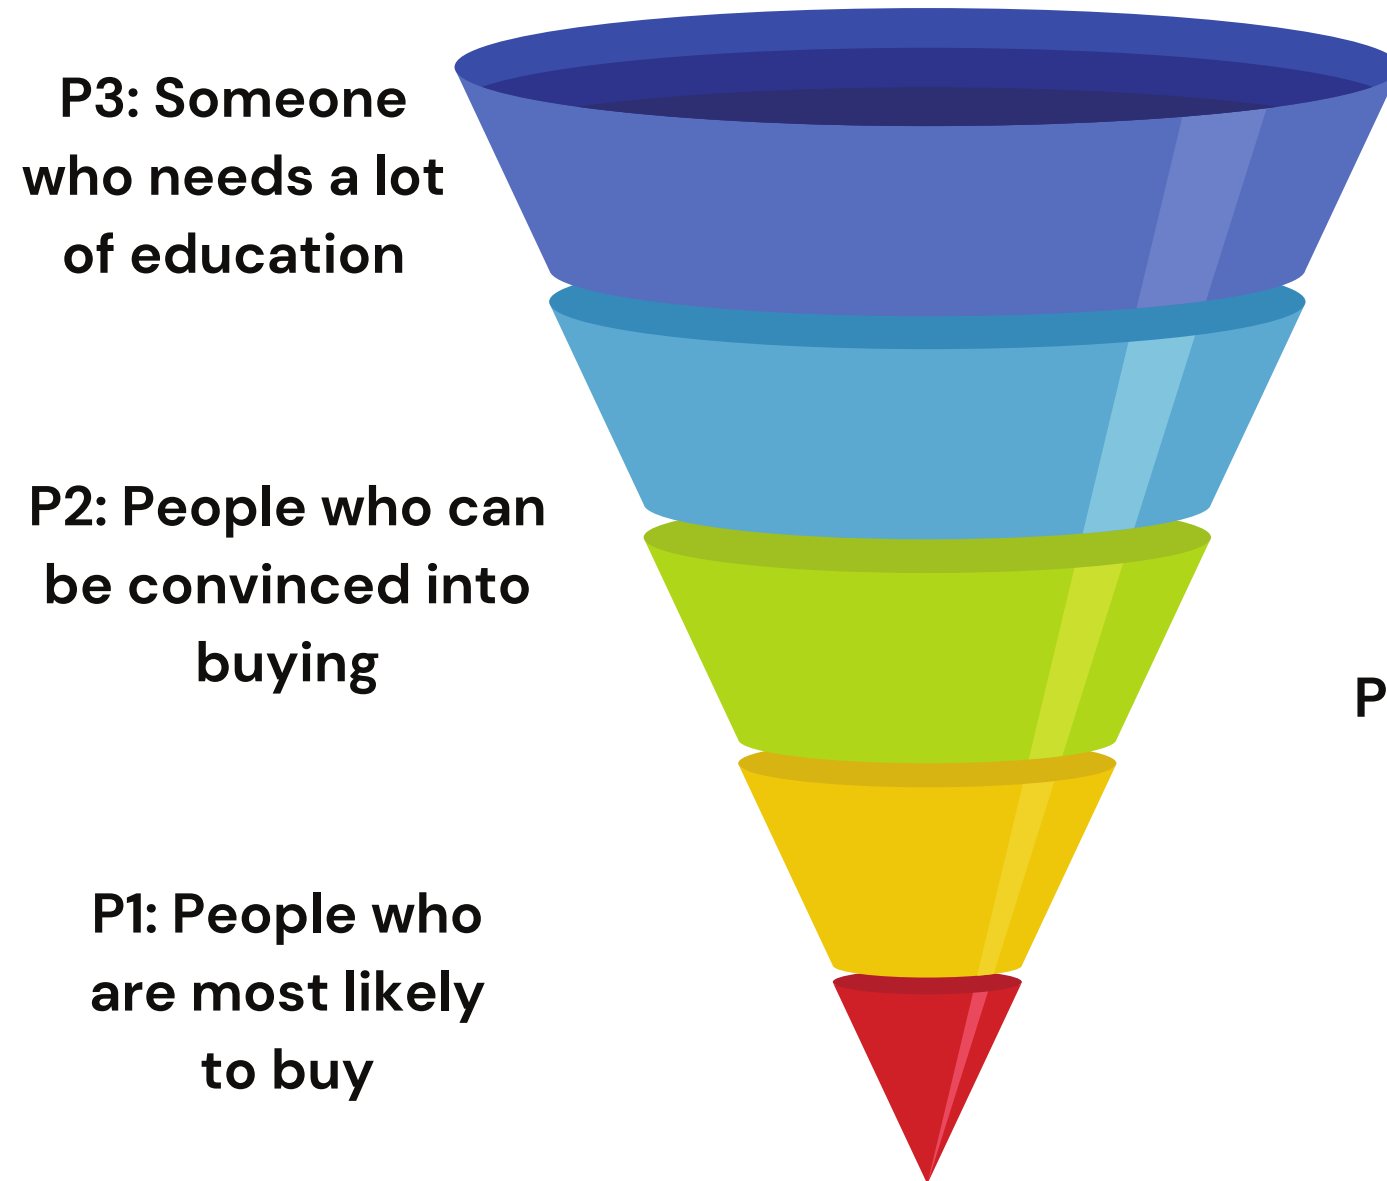 P3: Someone
who needs a lot
of education
P2: People who can
be convinced into
buying
P
P1: People who
are most likely
to buy